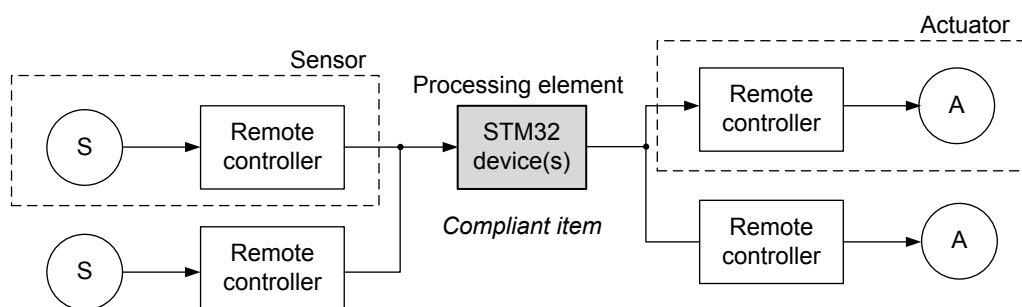 Sensor
S
Remote
controller
S
Remote
controller
Processing element
STM32
device(s)
Compliant item
Actuator
Remote
controller
A
Remote
controller
A